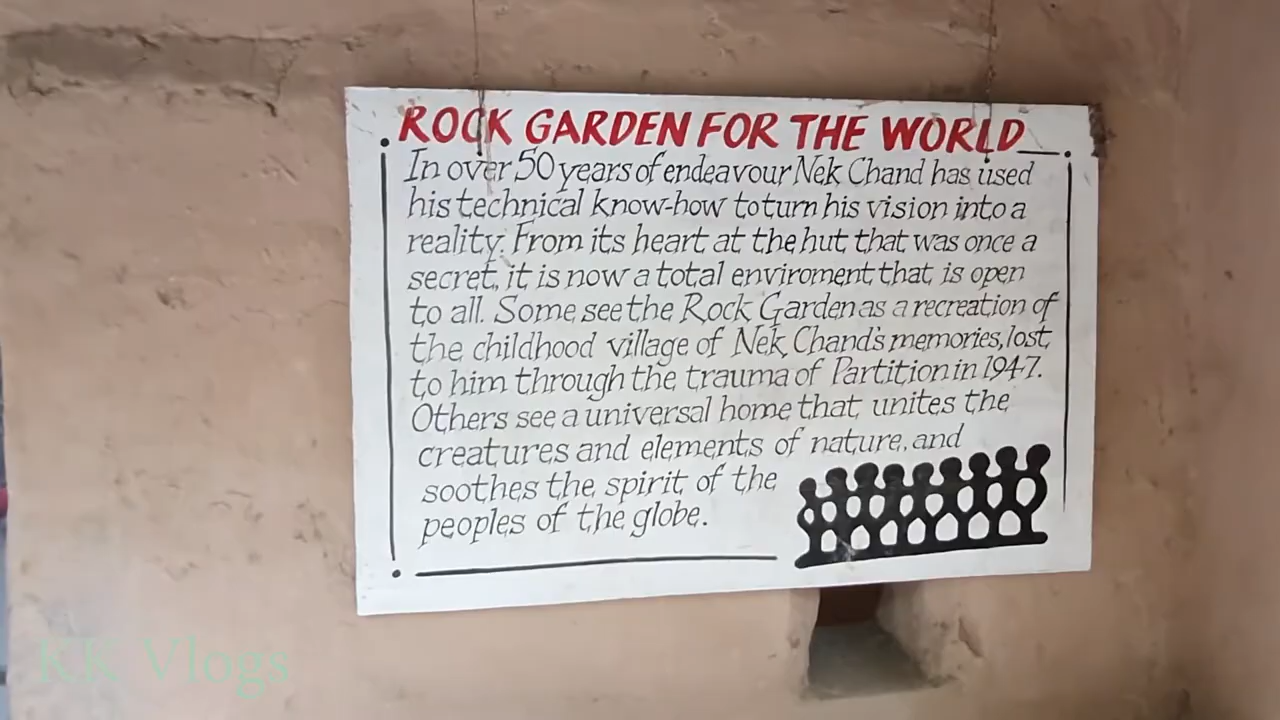 ROCK GARDEN FOR THE WORLD
In over 50 years of endeavour Nek Chand has used
his technical know-how to turn his vision into a
reality. From its heart at the hut that was once a
secret, it is now a total enviroment that is open
to all. Some see the Rock Garden as a recreation of
the childhood village of Nek Chand's memories, lost
to him through the trauma of Partition in 1947.
Others see a universal home that unites the
creatures and elements of nature, and
soothes the spirit of the
peoples of the globe.
KK Vlogs